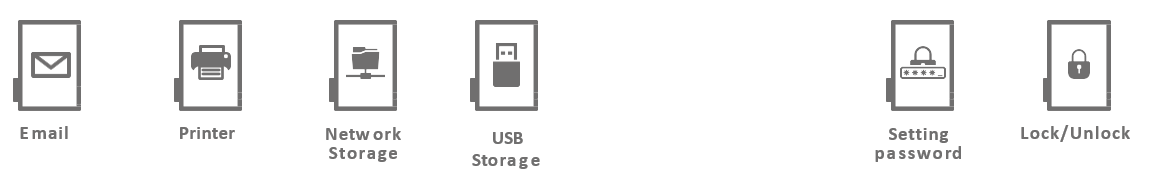 Email
Printer
Network
Storage
USB
Storage
****_
Setting
password
Lock/Unlock